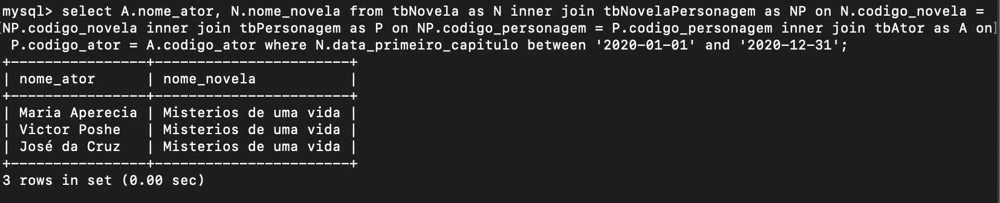 mysql> select A.nome_ator, N.nome_novela from tbNovela as N inner join tbNovelaPersonagem as NP on N.codigo_novela =
NP.codigo_novela inner join tbPersonagem as P on NP.codigo_personagem = P.codigo_personagem inner join tbAtor as A on
 P.codigo_ator = A.codigo_ator where N.data_primeiro_capitulo between '2020-01-01' and '2020-12-31';
+----------------+----------------------+
| nome_ator      | nome_novela          |
+----------------+----------------------+
| Maria Aperecia | Misterios de uma vida |
| Victor Poshe   | Misterios de uma vida |
| José da Cruz   | Misterios de uma vida |
+----------------+----------------------+
3 rows in set (0.00 sec)